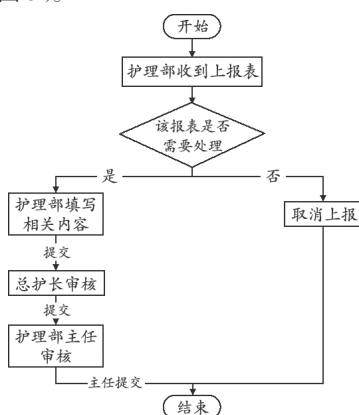 开始
护理部收到上报表
该报表是否
需要处理
是
否
护理部填写
相关内容
取消上报
提交
总护长审核
提交
护理部主任
审核
主任提交
结束